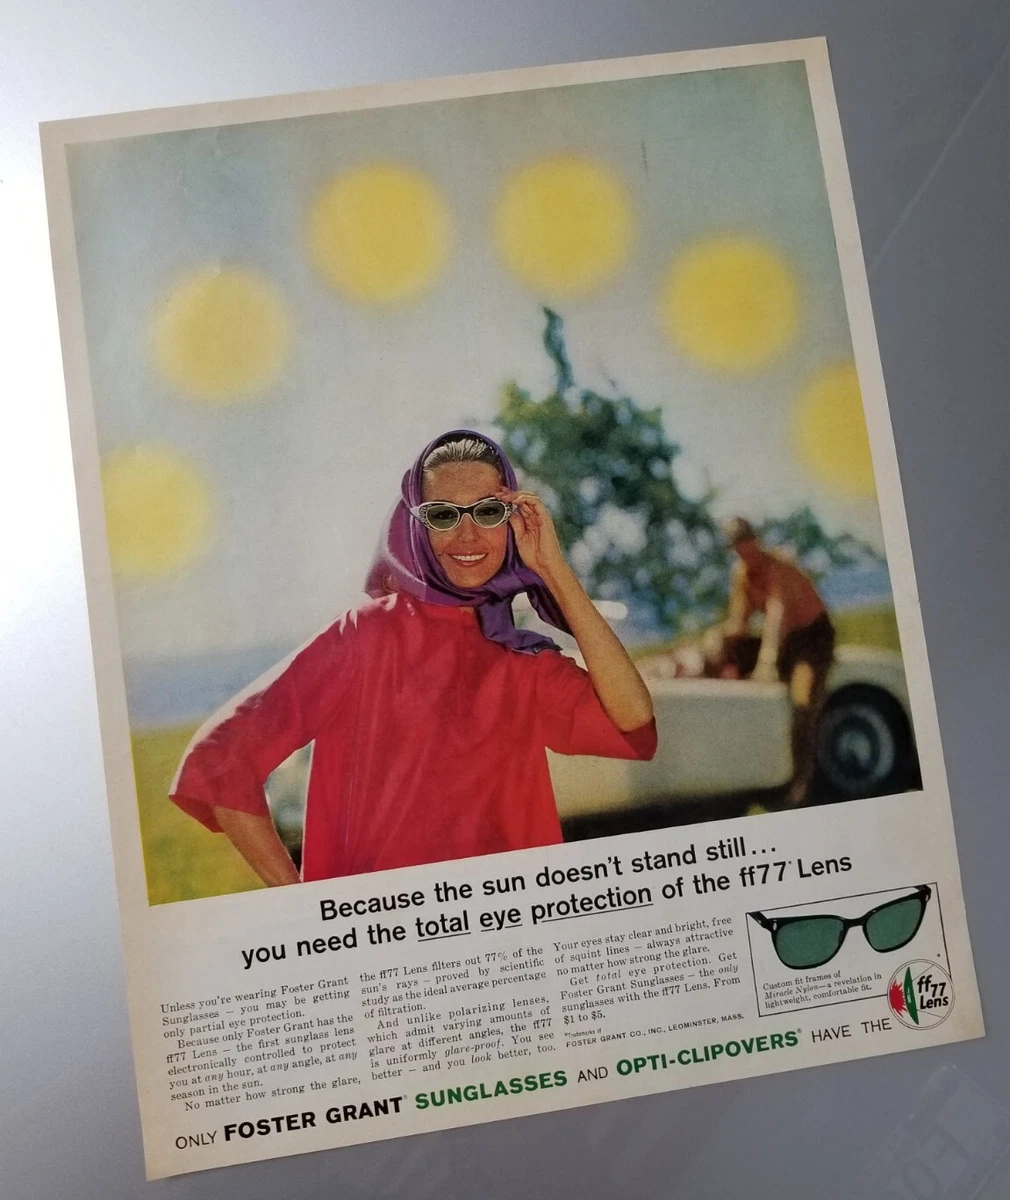 Because the sun doesn't stand still...
you need the total eye protection of the ff77* Lens
Unless you're wearing Foster Grant
Sunglasses – you may be getting
only partial eye protection.
Because only Foster Grant has the
ff77 Lens – the first sunglass lens
electronically controlled to protect
you at any hour, at any angle, at any
season in the sun.
No matter how strong the glare,
the ff77 Lens filters out 77% of the
sun's rays – proved by scientific
study as the ideal average percentage
of filtration.
And unlike polarizing lenses,
which admit varying amounts of
glare at different angles, the ff77
is uniformly glare-proof. You see
better – and you look better, too.
Your eyes stay clear and bright, free
of squint lines – always attractive
no matter how strong the glare.
Get total eye protection. Get
Foster Grant Sunglasses – the only
sunglasses with the ff77 Lens. From
$1 to $5.
*Trademarks of
FOSTER GRANT CO., INC., LEOMINSTER, MASS.
Custom fit frames of
Miracle Nylon—a revelation in
lightweight, comfortable fit.
ff77
Lens
ONLY FOSTER GRANT® SUNGLASSES AND OPTI-CLIPOVERS® HAVE THE